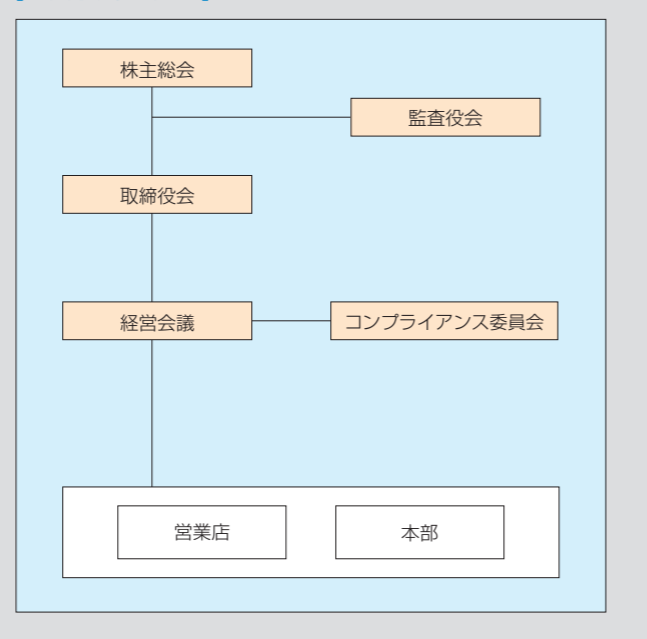 株主総会
監査役会
取締役会
経営会議
コンプライアンス委員会
営業店
本部